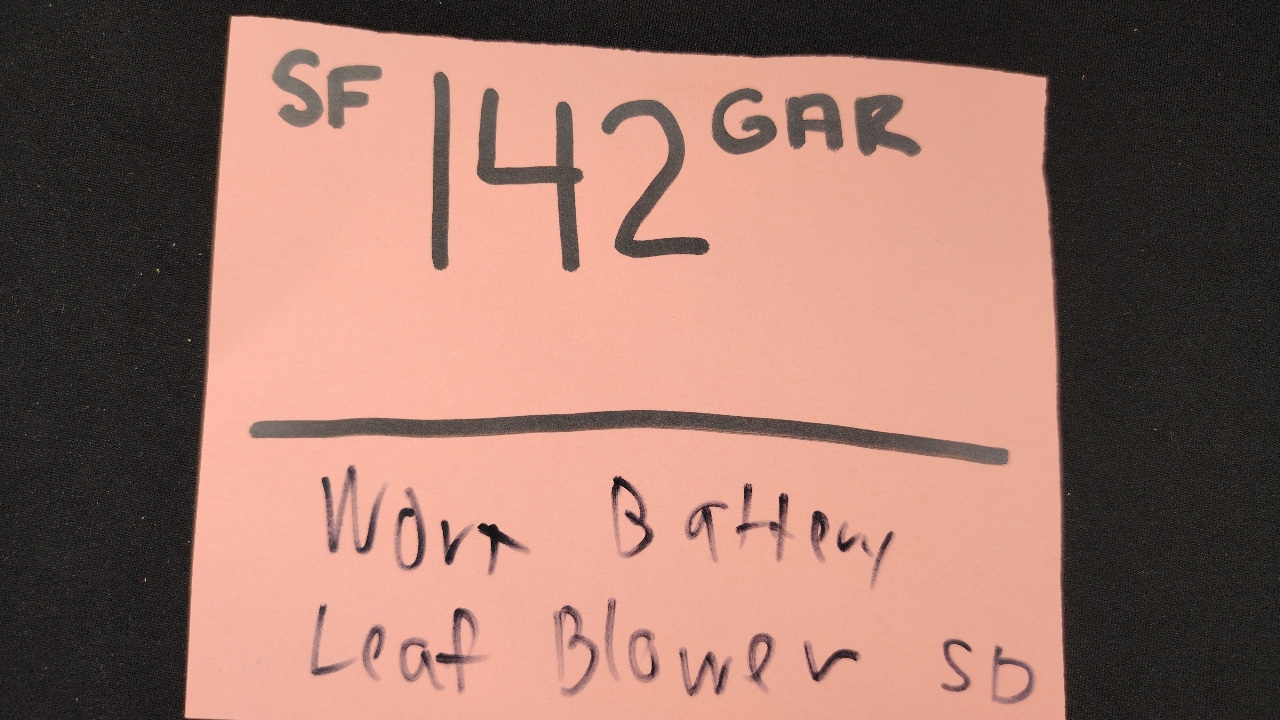 SF 142 GAR
Worx Battery
Leaf Blower SD